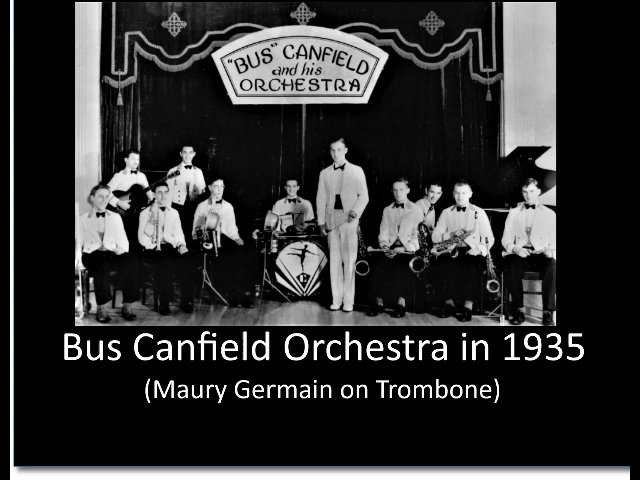 "BUS" CANFIELD
and his
ORCHESTRA
C
Bus Canfield Orchestra in 1935
(Maury Germain on Trombone)